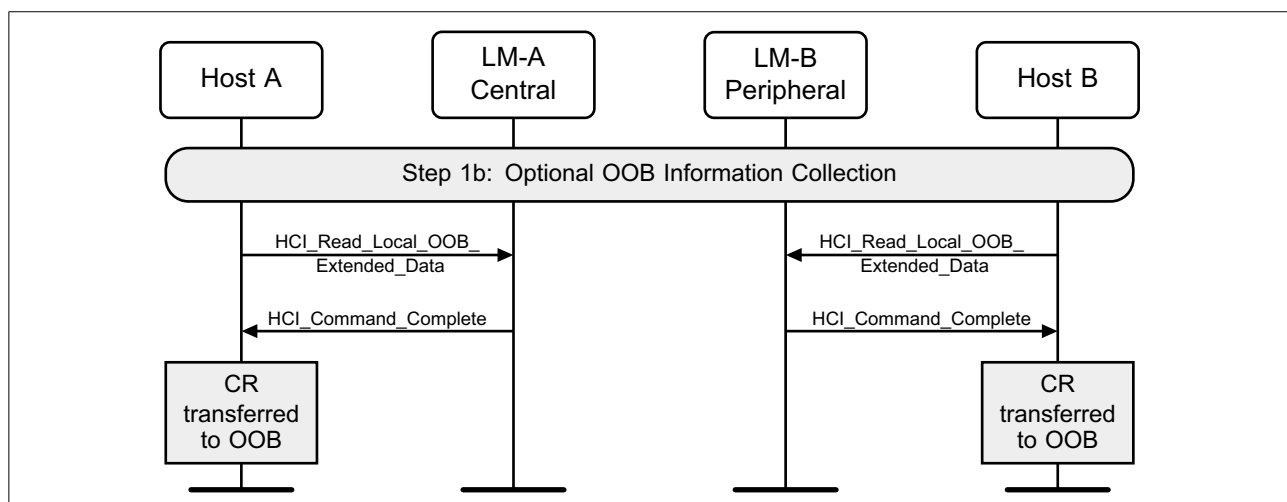 Host A
LM-A
Central
LM-B
Peripheral
Host B
Step 1b: Optional OOB Information Collection
HCI_Read_Local_OOB_
Extended_Data
HCI_Read_Local_OOB_
Extended_Data
HCI_Command_Complete
HCI_Command_Complete
CR
transferred
to OOB
CR
transferred
to OOB